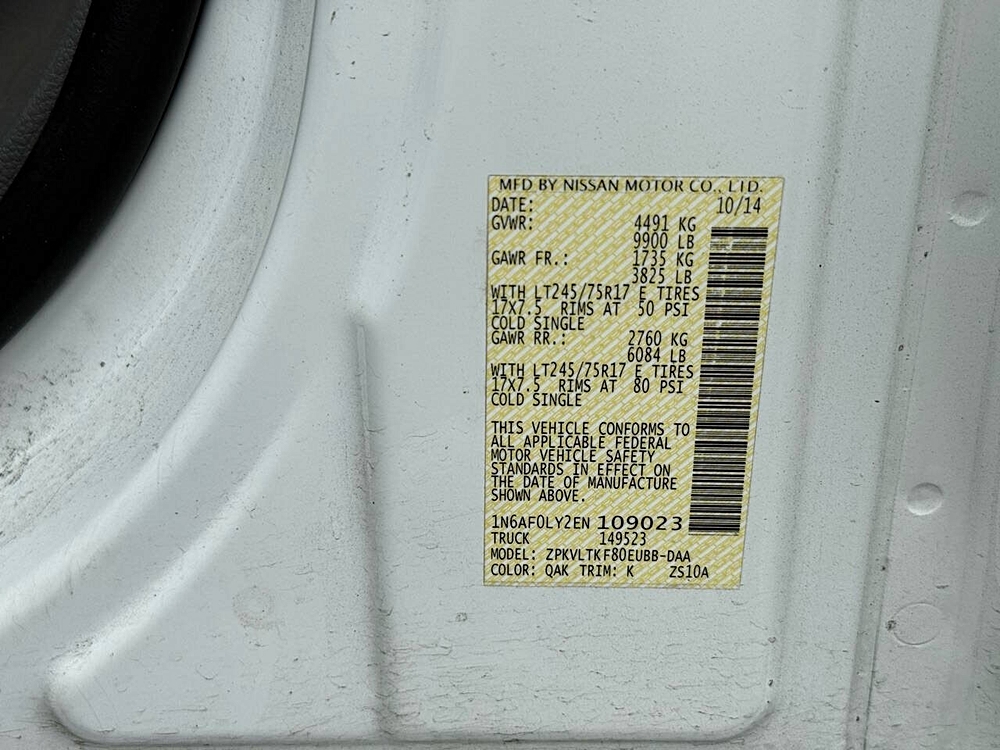 MFD BY NISSAN MOTOR CO., LTD.
DATE: 10/14
GVWR: 4491 KG
9900 LB
GAWR FR.: 1735 KG
3825 LB
WITH LT245/75R17 E TIRES
17X7.5 RIMS AT 50 PSI
COLD SINGLE
GAWR RR.: 2760 KG
6084 LB
WITH LT245/75R17 E TIRES
17X7.5 RIMS AT 80 PSI
COLD SINGLE
THIS VEHICLE CONFORMS TO
ALL APPLICABLE FEDERAL
MOTOR VEHICLE SAFETY
STANDARDS IN EFFECT ON
THE DATE OF MANUFACTURE
SHOWN ABOVE.
1N6AF0LY2EN 109023
TRUCK 149523
MODEL: ZPKVLTKF80EUBB-DAA
COLOR: QAK TRIM: K ZS10A